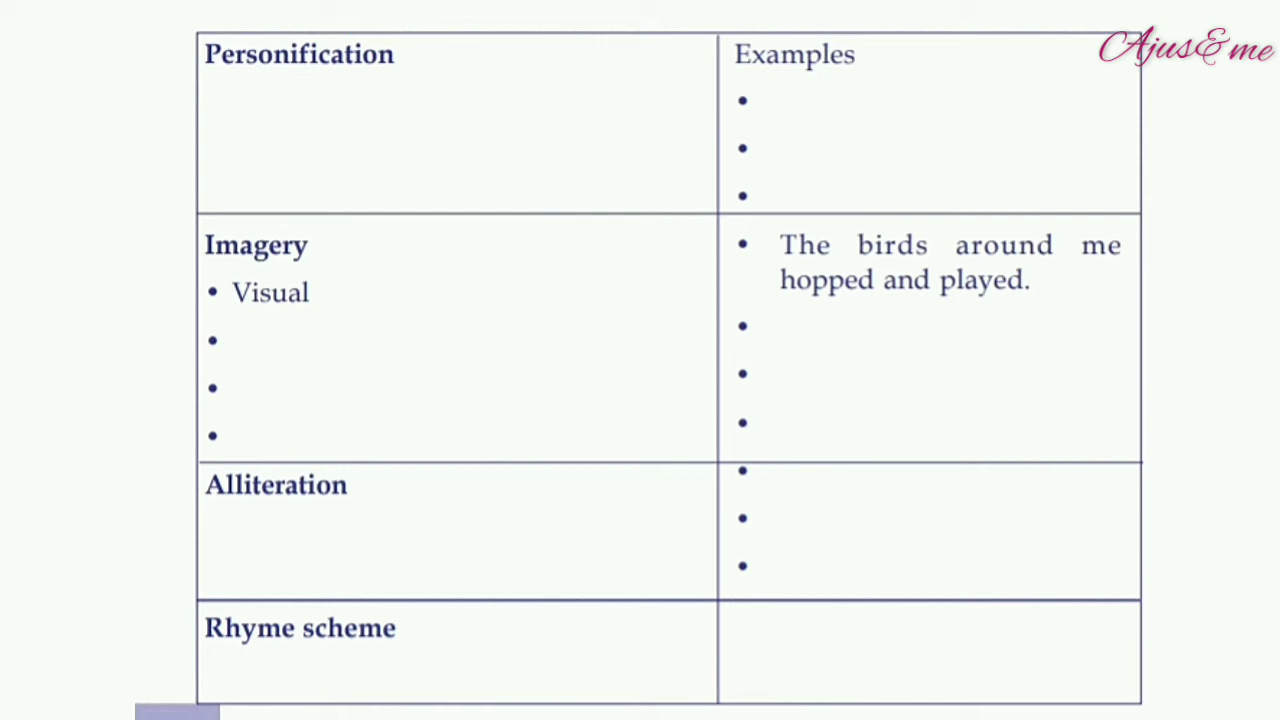 Ajus& me
Personification
Examples
•
•
•
Imagery
• Visual
•
•
•
• The birds around me
hopped and played.
•
•
•
Alliteration
•
•
•
Rhyme scheme